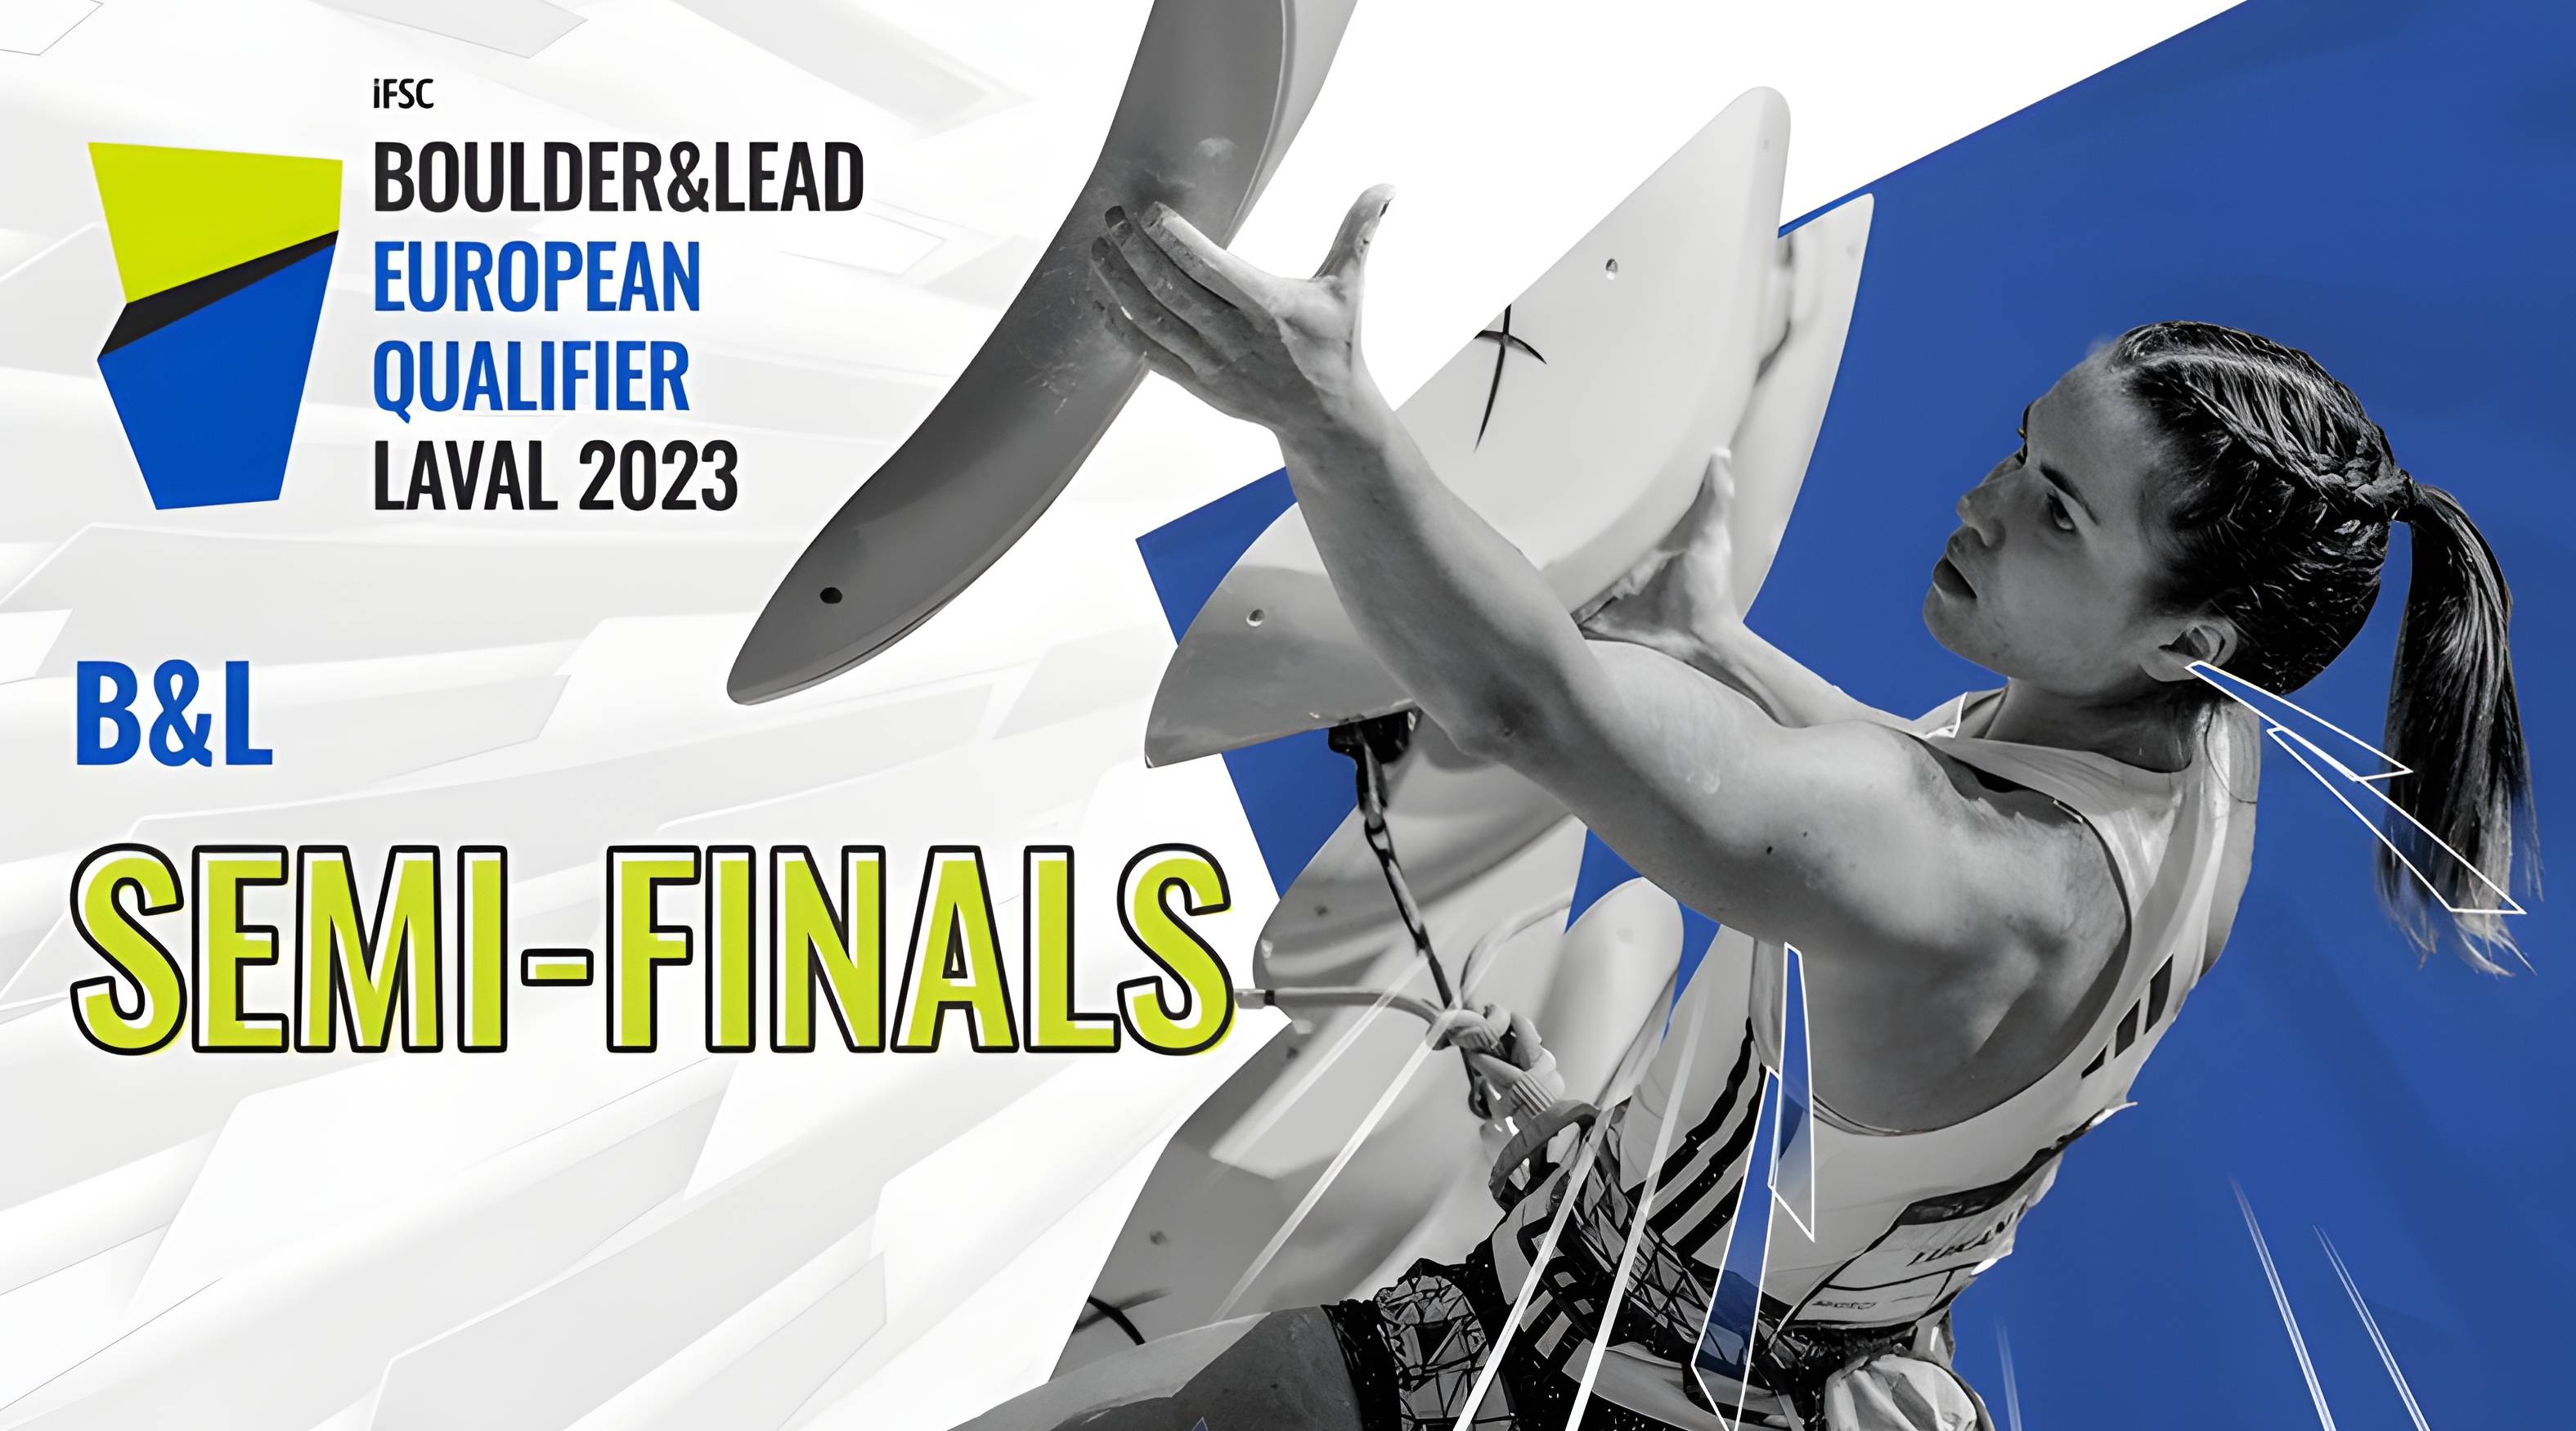 iFSC
BOULDER&LEAD
EUROPEAN
QUALIFIER
LAVAL 2023
B&L
SEMI-FINALS